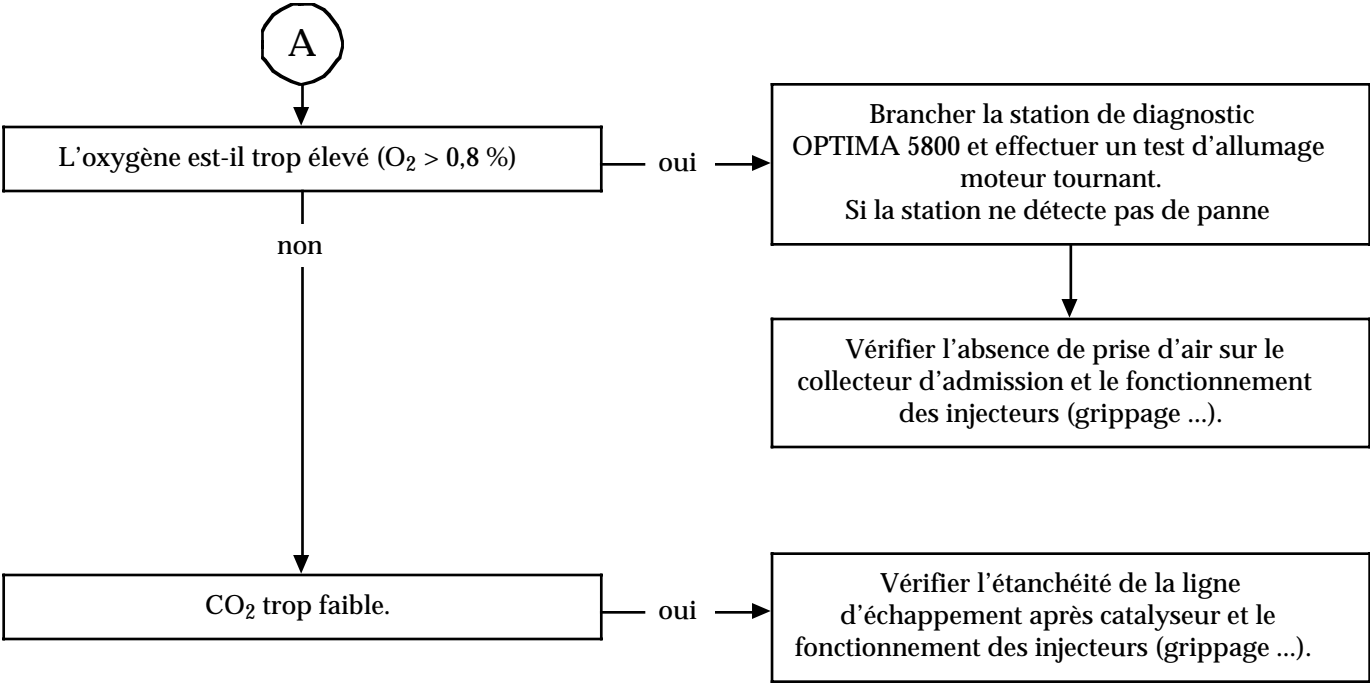 A
L’oxygène est-il trop élevé (O₂ > 0,8 %)
oui
Brancher la station de diagnostic
OPTIMA 5800 et effectuer un test d’allumage
moteur tournant.
Si la station ne détecte pas de panne
non
Vérifier l’absence de prise d’air sur le
collecteur d’admission et le fonctionnement
des injecteurs (grippage ...).
CO₂ trop faible.
oui
Vérifier l’étanchéité de la ligne
d’échappement après catalyseur et le
fonctionnement des injecteurs (grippage ...).